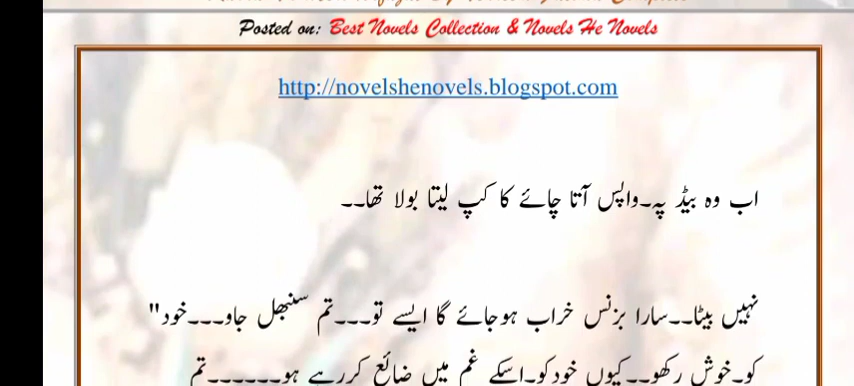 Posted on: Best Novels Collection & Novels He Novels
http://novelshenovels.blogspot.com
اب وہ بیڈ پہ۔واپس آتا چائے کا کپ لیتا بولا تھا۔۔
نہیں بیٹا۔۔سارا بزنس خراب ہوجائے گا ایسے تو۔۔۔تم سنبھل جاو۔۔۔خود"
کو۔خوش رکھو۔۔کیوں خودکو۔اسکے غم میں ضائع کررہے ہو۔۔۔۔۔۔تم